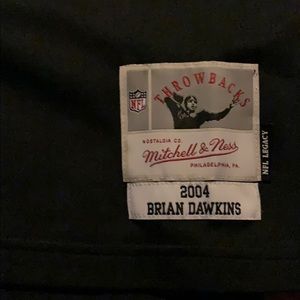 THROWBACKS
NFL
NOSTALGIA CO.
Mitchell & Ness
PHILADELPHIA, PA.
NFL LEGACY
2004
BRIAN DAWKINS